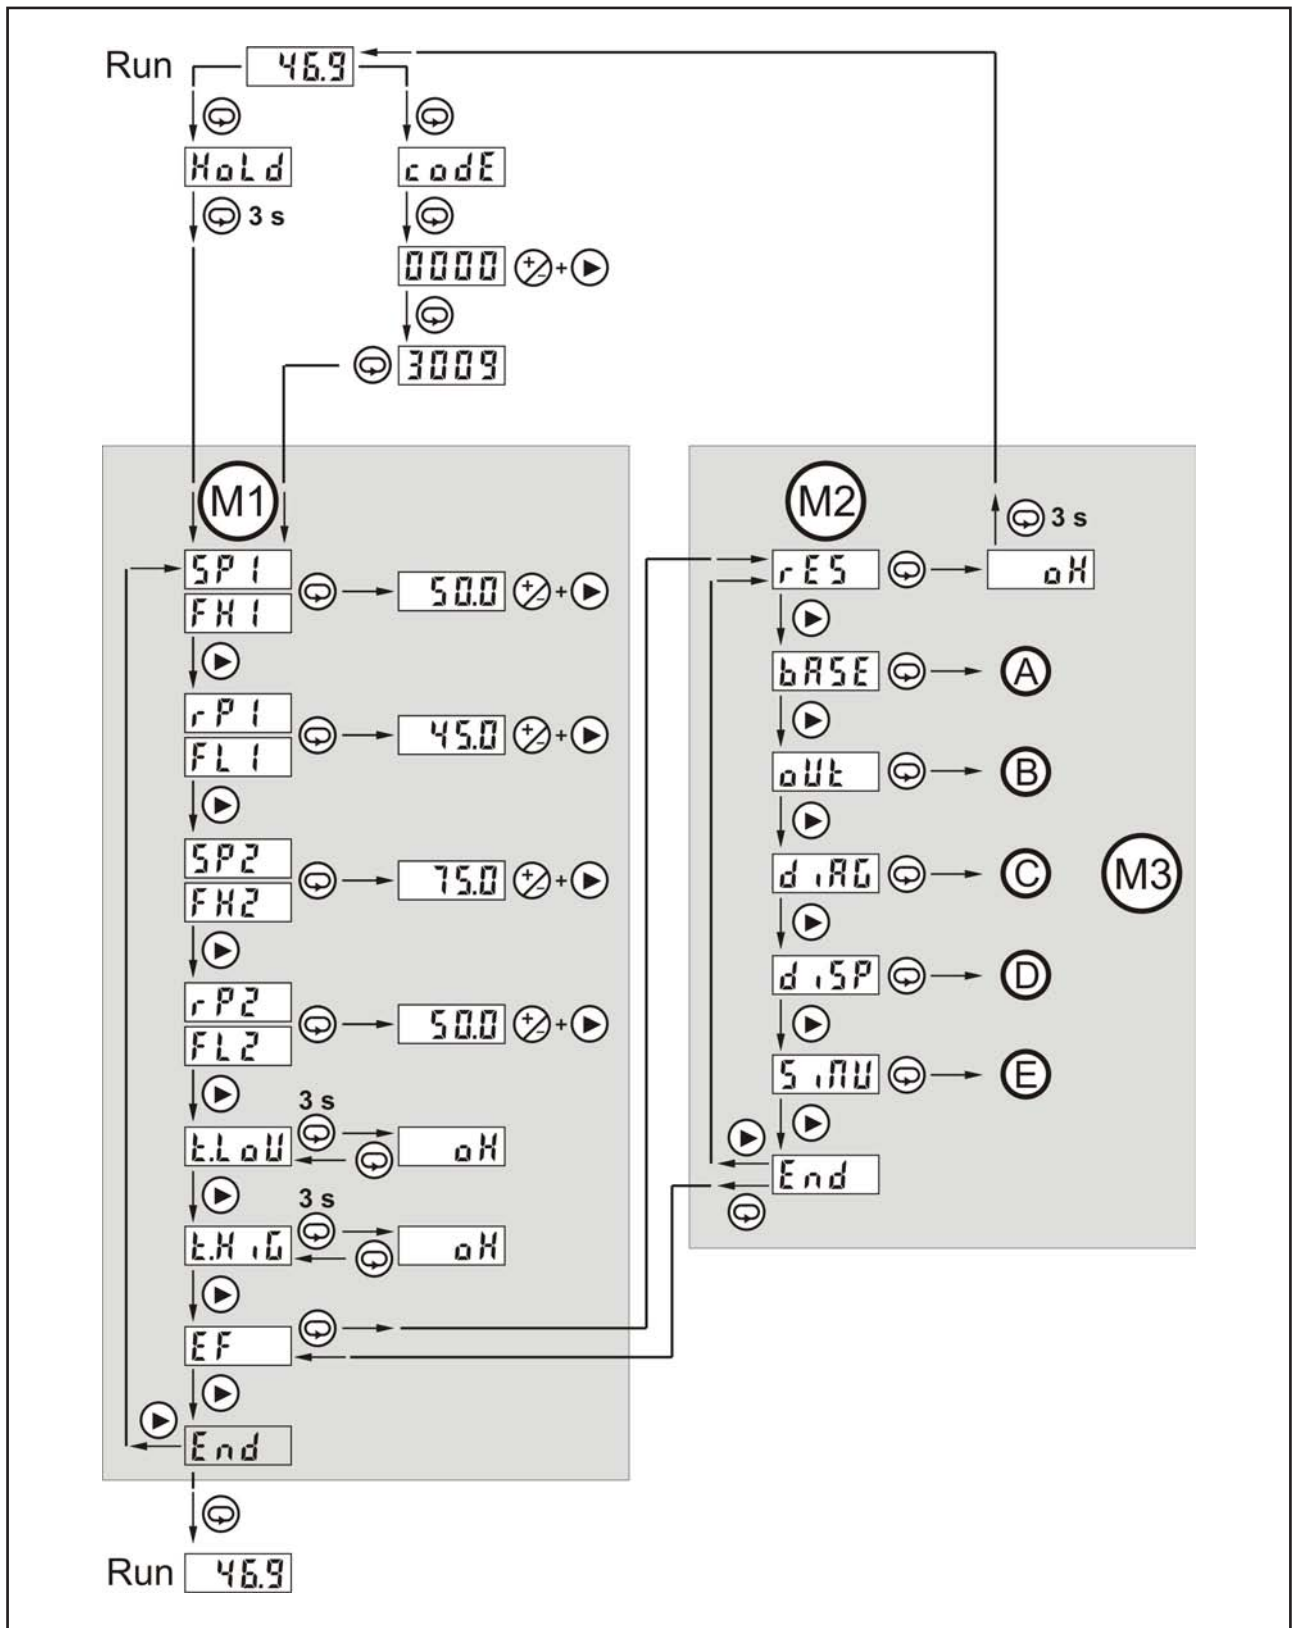 Run 46.9
HoLd
3 s
codE
0000 +/- +
3009
M1
SP1
FH1
50.0 +/- +
rP1
FL1
45.0 +/- +
SP2
FH2
75.0 +/- +
rP2
FL2
50.0 +/- +
3 s
t.LoU
oH
3 s
t.HiG
oH
EF
End
Run 46.9
M2
3 s
rES
oH
bASE
A
oUt
B
diAG
C
M3
diSP
D
SiMU
E
End